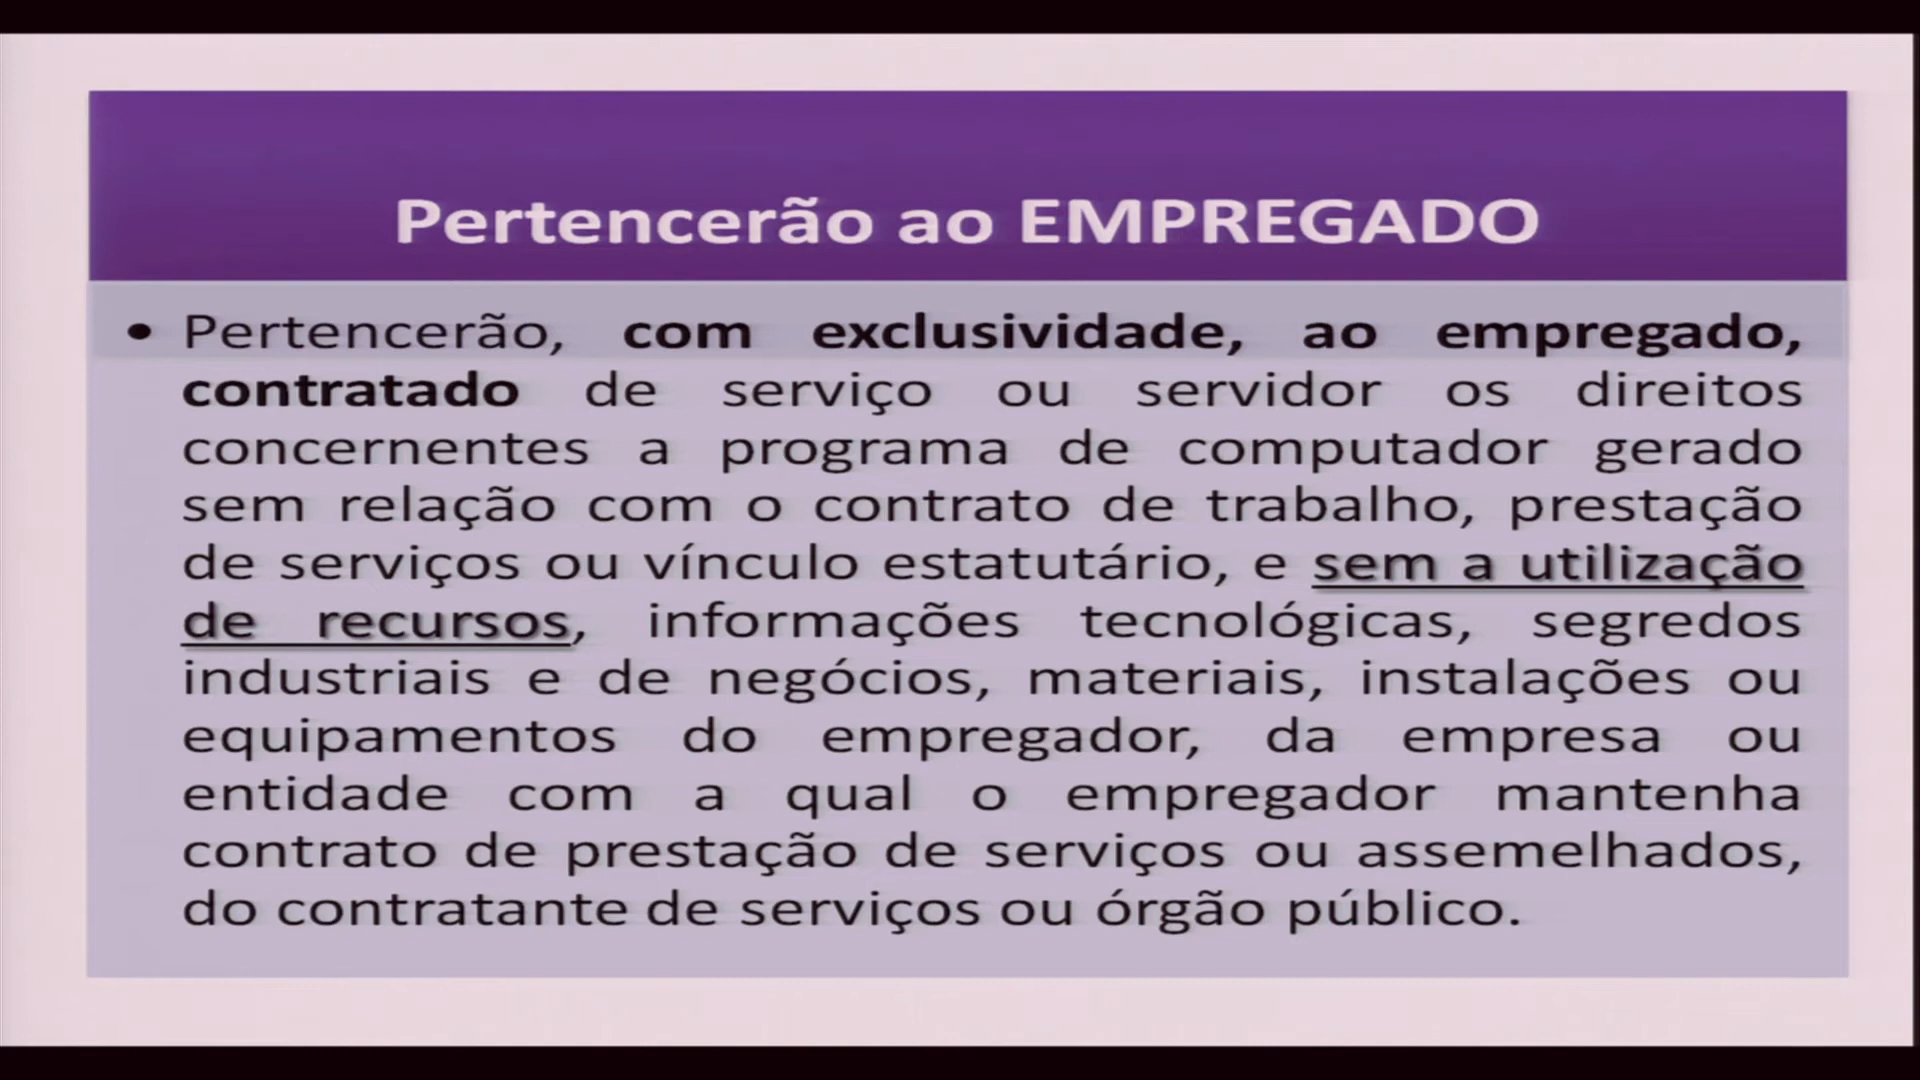 Pertencerão ao EMPREGADO
• Pertencerão, com exclusividade, ao empregado,
contratado de serviço ou servidor os direitos
concernentes a programa de computador gerado
sem relação com o contrato de trabalho, prestação
de serviços ou vínculo estatutário, e sem a utilização
de recursos, informações tecnológicas, segredos
industriais e de negócios, materiais, instalações ou
equipamentos do empregador, da empresa ou
entidade com a qual o empregador mantenha
contrato de prestação de serviços ou assemelhados,
do contratante de serviços ou órgão público.